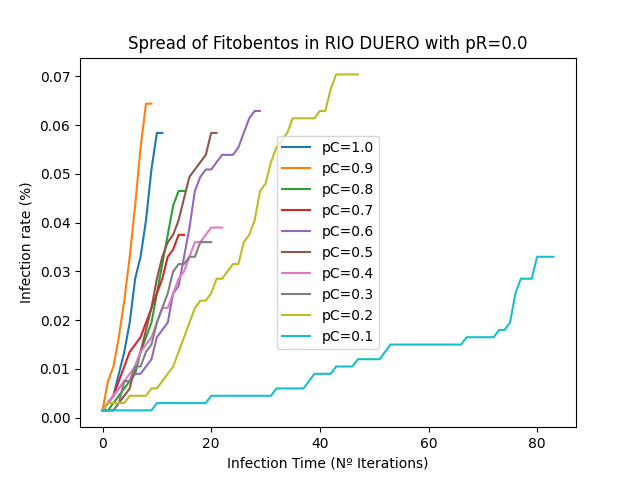 Spread of Fitobentos in RIO DUERO with pR=0.0
Infection rate (%)
0.07
0.06
0.05
0.04
0.03
0.02
0.01
0.00
pC=1.0
pC=0.9
pC=0.8
pC=0.7
pC=0.6
pC=0.5
pC=0.4
pC=0.3
pC=0.2
pC=0.1
0 20 40 60 80
Infection Time (Nº Iterations)